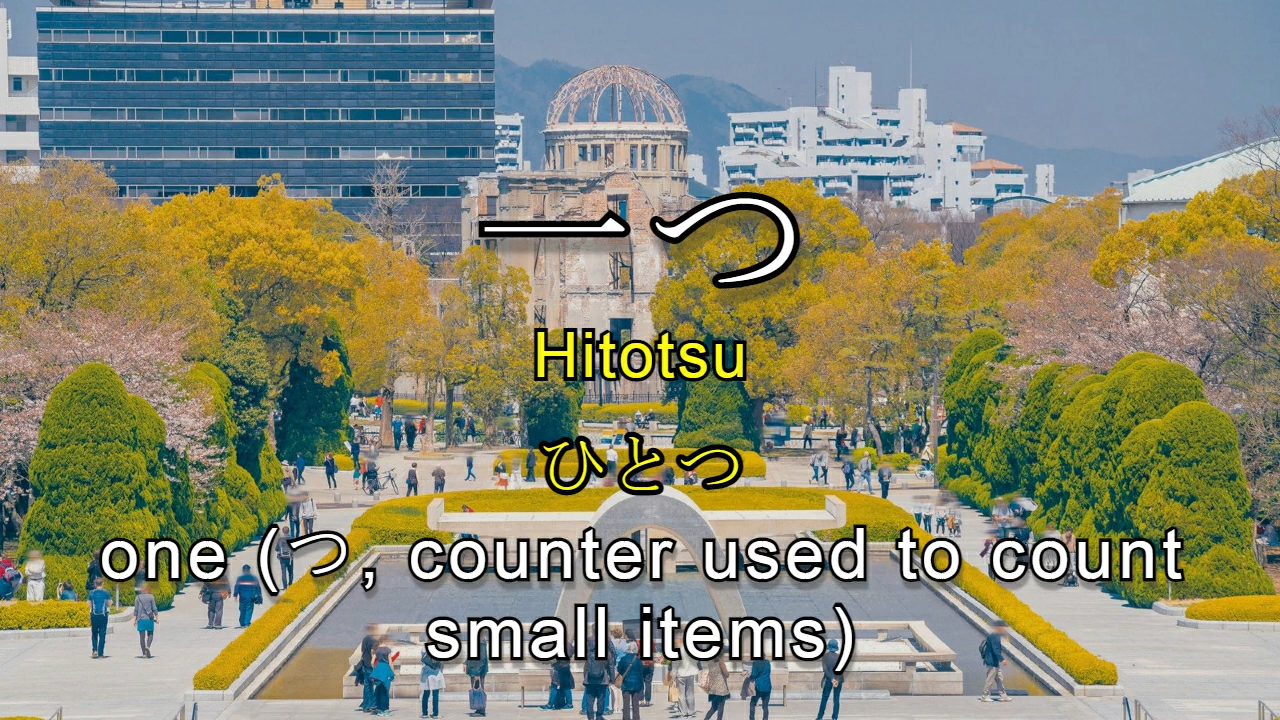 一つ
Hitotsu
ひとつ
one (つ, counter used to count
small items)